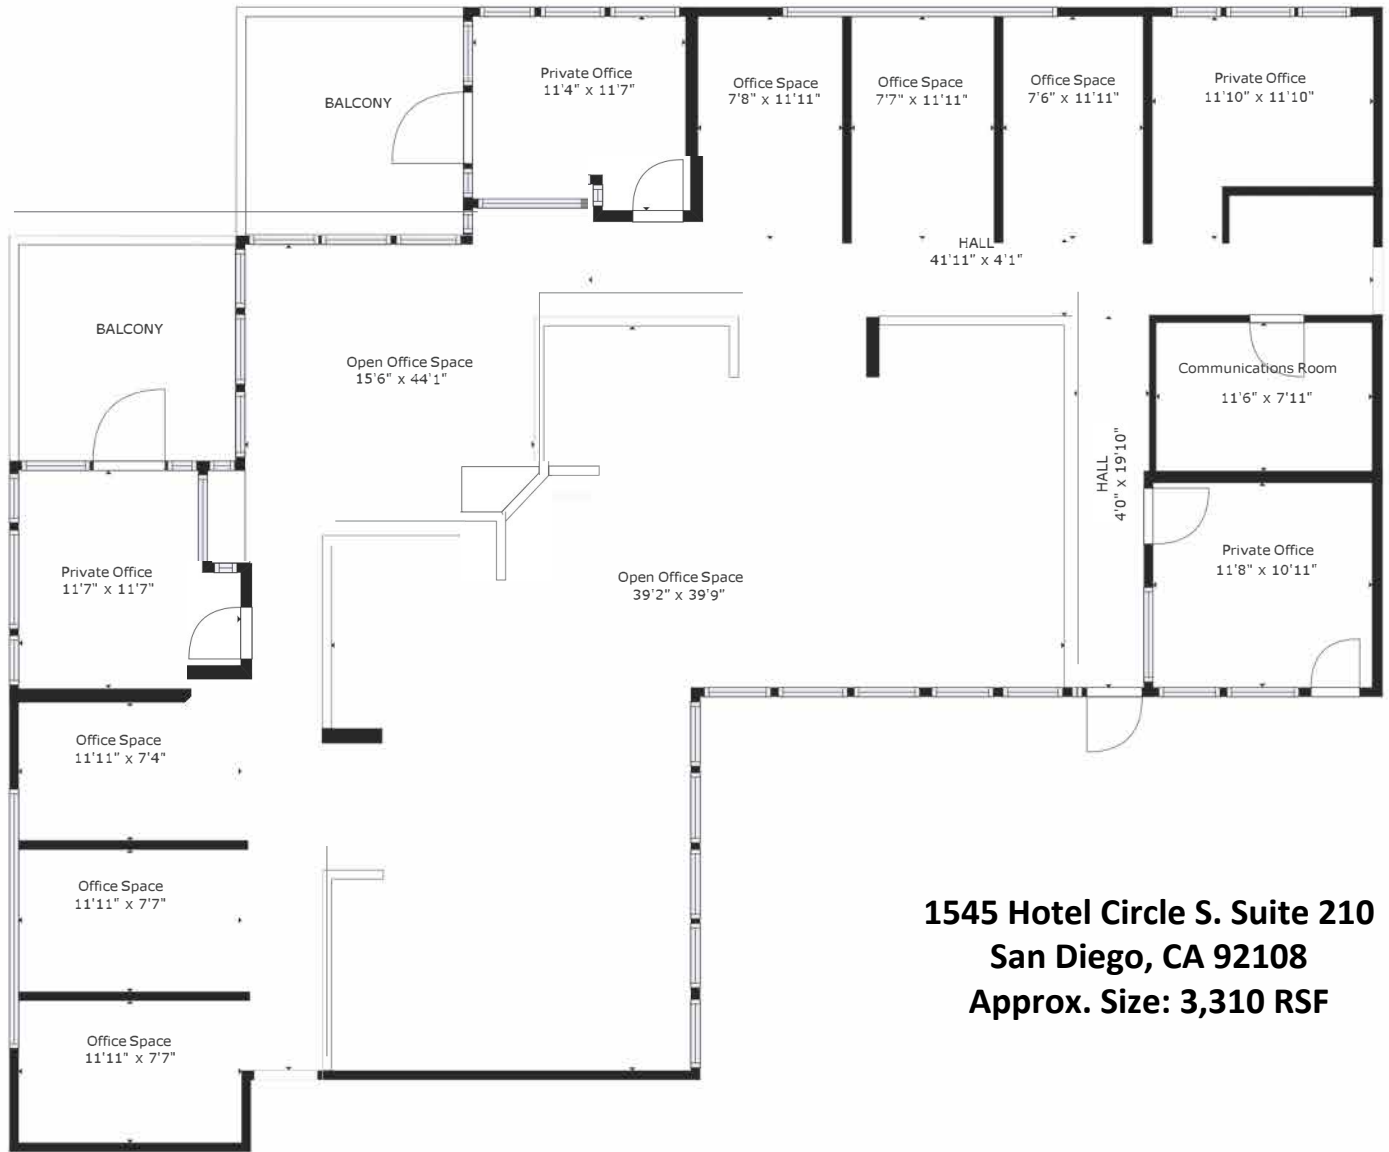 Private Office
11'4" x 11'7"
BALCONY
Office Space
7'8" x 11'11"
Office Space
7'7" x 11'11"
Office Space
7'6" x 11'11"
Private Office
11'10" x 11'10"
HALL
41'11" x 4'1"
BALCONY
Open Office Space
15'6" x 44'1"
Communications Room
11'6" x 7'11"
HALL
4'0" x 19'10"
Private Office
11'7" x 11'7"
Open Office Space
39'2" x 39'9"
Private Office
11'8" x 10'11"
Office Space
11'11" x 7'4"
Office Space
11'11" x 7'7"
Office Space
11'11" x 7'7"
1545 Hotel Circle S. Suite 210
San Diego, CA 92108
Approx. Size: 3,310 RSF